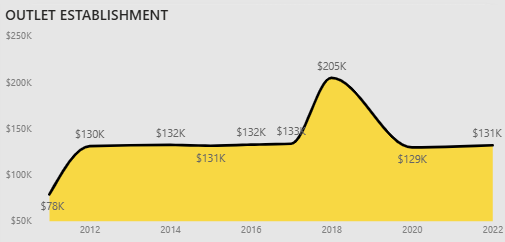 OUTLET ESTABLISHMENT
$250K
$205K
$200K
$150K
$130K
$132K
$131K
$132K
$133K
$129K
$131K
$100K
$78K
$50K
2012
2014
2016
2018
2020
2022